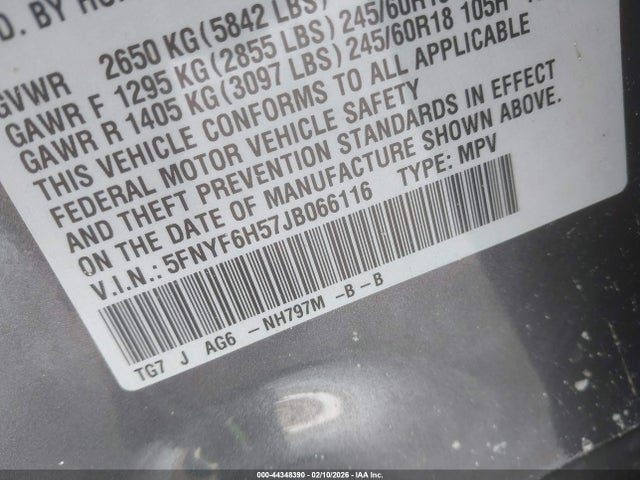 D. BY HO
GVWR 2650 KG (5842 LBS)
GAWR F 1295 KG (2855 LBS) 245/60R18
GAWR R 1405 KG (3097 LBS) 245/60R18 105H
THIS VEHICLE CONFORMS TO ALL APPLICABLE
FEDERAL MOTOR VEHICLE SAFETY
AND THEFT PREVENTION STANDARDS IN EFFECT
ON THE DATE OF MANUFACTURE SHOWN ABOVE.
V.I.N.: 5FNYF6H57JB066116 TYPE: MPV
TG7 J AG6 -NH797M -B -B
000-44348390 - 02/10/2026 - IAA Inc.